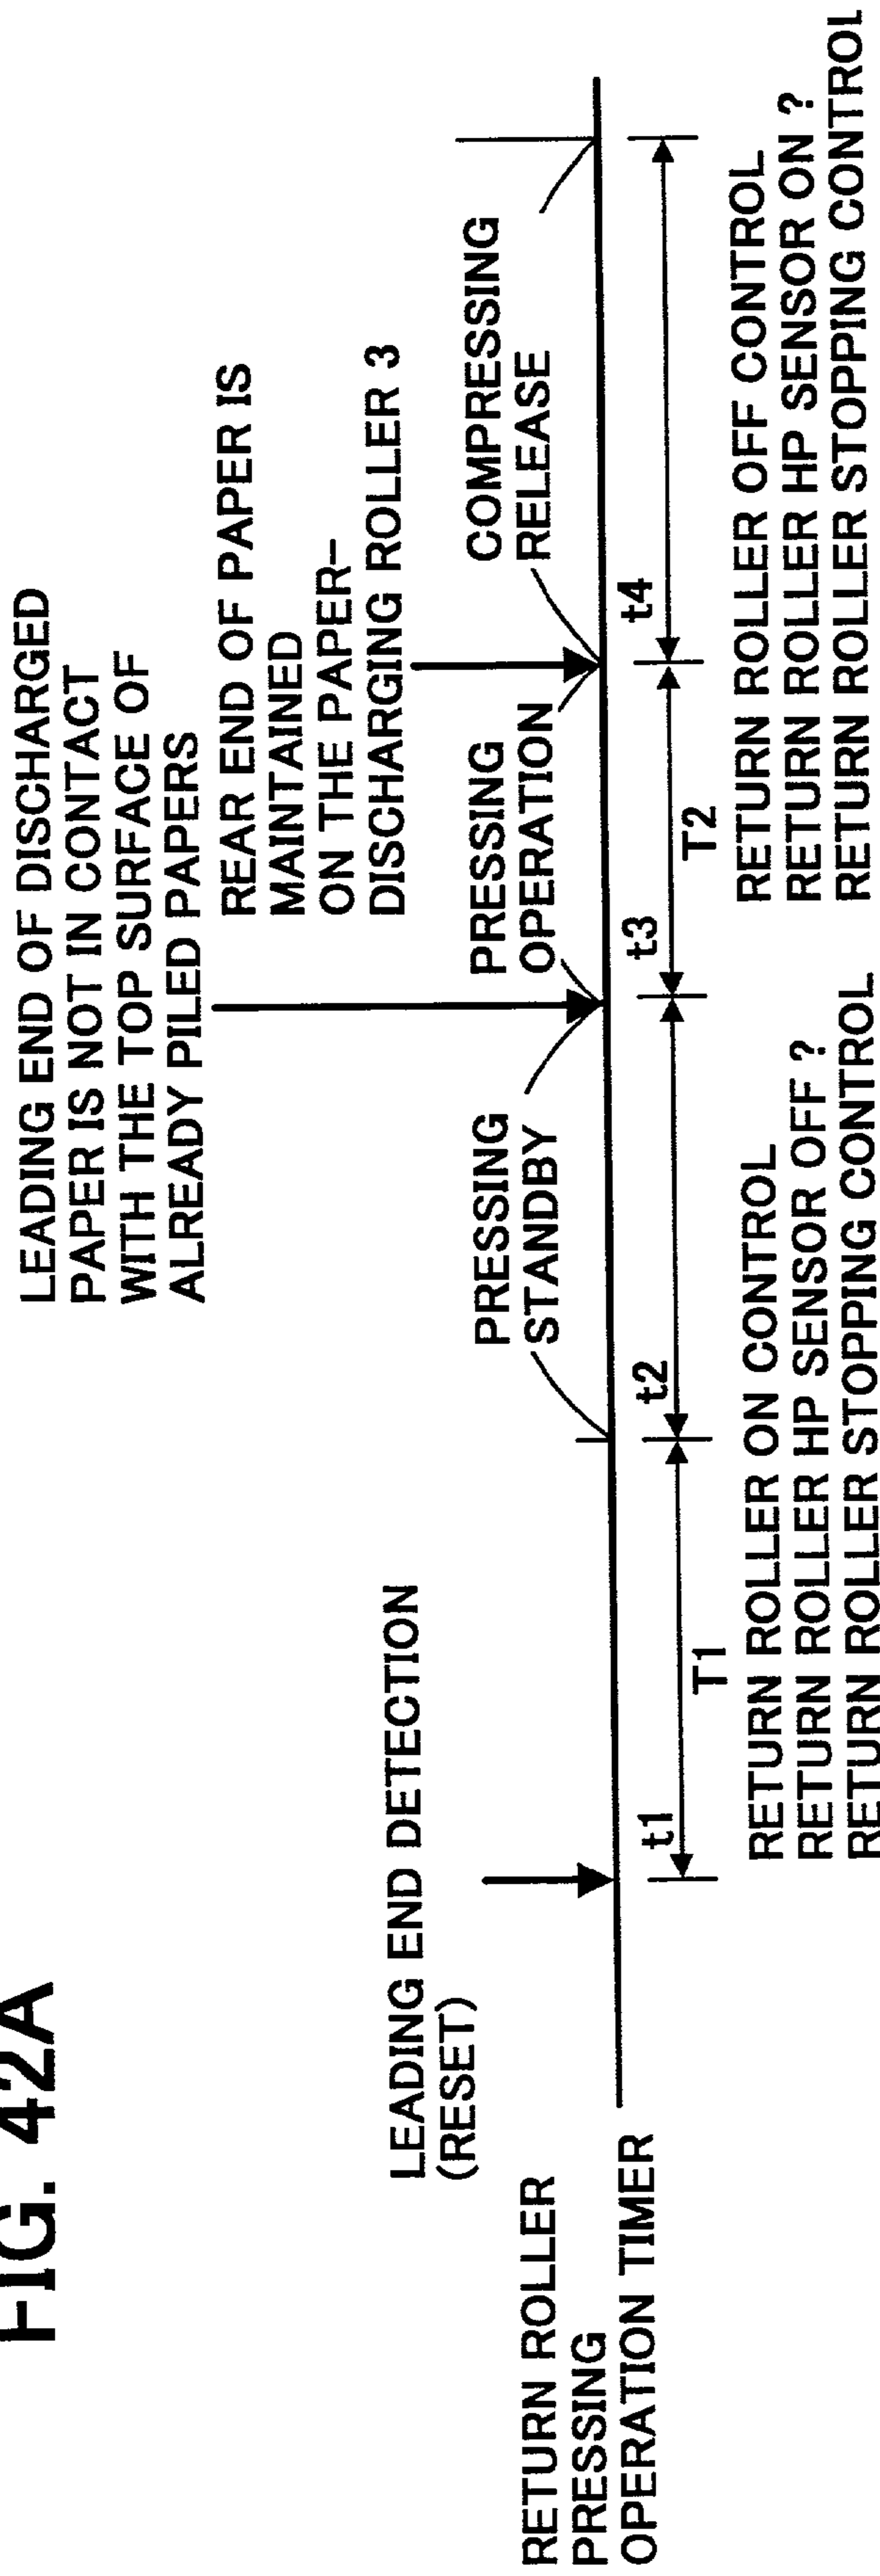 FIG. 42A
LEADING END OF DISCHARGED
PAPER IS NOT IN CONTACT
WITH THE TOP SURFACE OF
ALREADY PILED PAPERS
REAR END OF PAPER IS
MAINTAINED
ON THE PAPER–
DISCHARGING ROLLER 3
LEADING END DETECTION
(RESET)
PRESSING
STANDBY
PRESSING
OPERATION
COMPRESSING
RELEASE
RETURN ROLLER
PRESSING
OPERATION TIMER
t1
t2
t3
t4
T1
T2
RETURN ROLLER ON CONTROL
RETURN ROLLER HP SENSOR OFF ?
RETURN ROLLER STOPPING CONTROL
RETURN ROLLER OFF CONTROL
RETURN ROLLER HP SENSOR ON ?
RETURN ROLLER STOPPING CONTROL